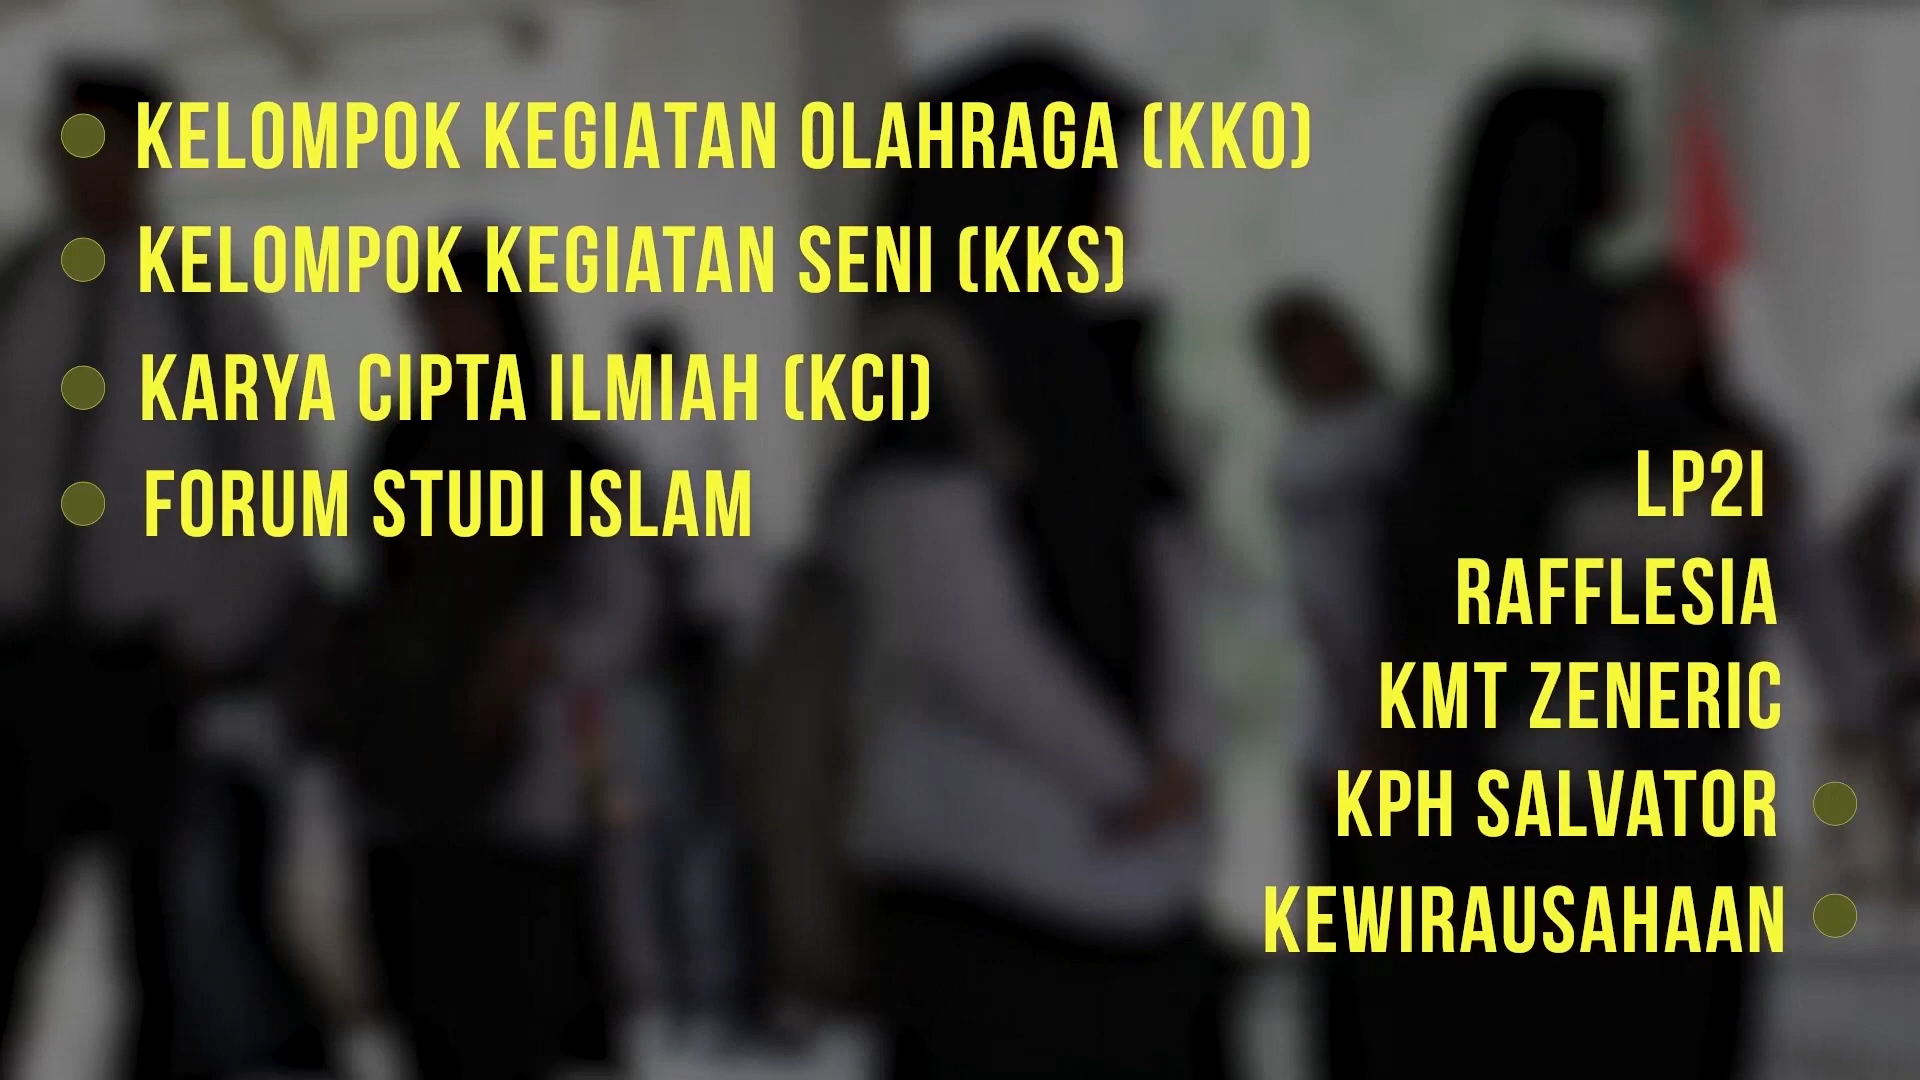 KELOMPOK KEGIATAN OLAHRAGA (KKO)
KELOMPOK KEGIATAN SENI (KKS)
KARYA CIPTA ILMIAH (KCI)
FORUM STUDI ISLAM
LP2I
RAFFLESIA
KMT ZENERIC
KPH SALVATOR
KEWIRAUSAHAAN